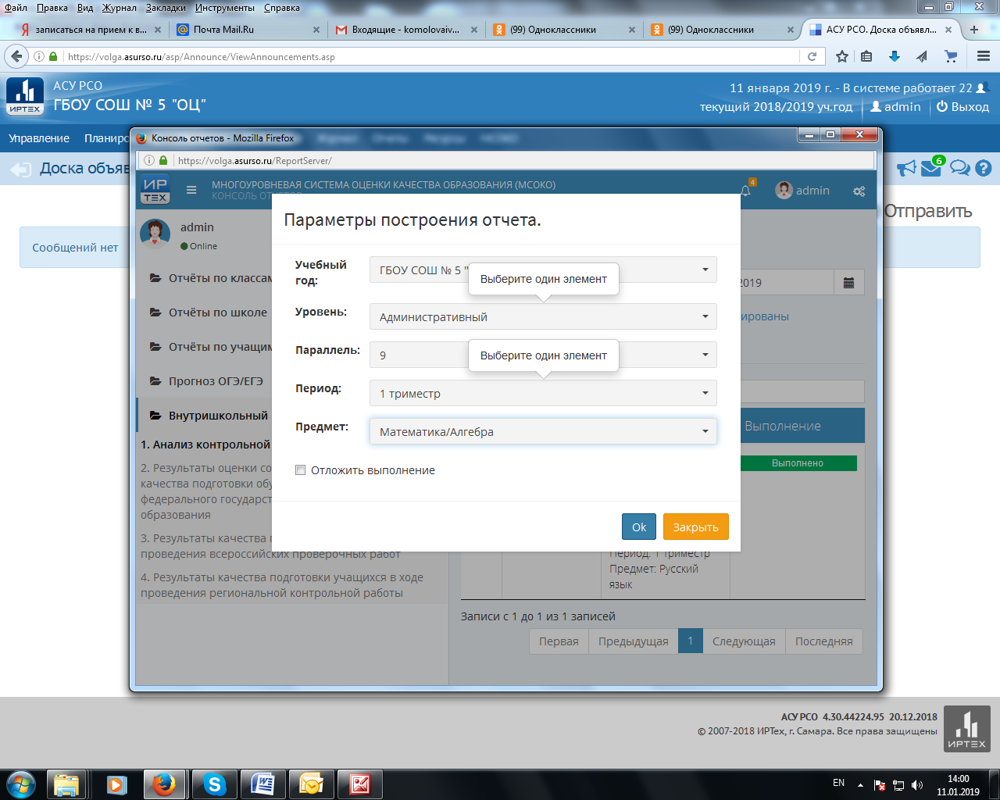 Файл Правка Вид Журнал Закладки Инструменты Справка
записаться на прием к в...
Почта Mail.Ru
Входящие - komolovaiv...
(99) Одноклассники
(99) Одноклассники
АСУ РСО. Доска объявл...
https://volga.asurso.ru/asp/Announce/ViewAnnouncements.asp
ИРТЕХ
АСУ РСО
ГБОУ СОШ № 5 "ОЦ"
11 января 2019 г. - В системе работает 22
текущий 2018/2019 уч.год
admin
Выход
Управление
Планиро
Журнал Отчеты Ресурсы МСОКО
Доска объяв
6
Отправить
Сообщений нет
Консоль отчетов - Mozilla Firefox
https://volga.asurso.ru/ReportServer/
ИР
ТЕХ
МНОГОУРОВНЕВАЯ СИСТЕМА ОЦЕНКИ КАЧЕСТВА ОБРАЗОВАНИЯ (МСОКО)
КОНСОЛЬ ОТЧЕТОВ
4
admin
admin
Online
Отчёты по классам
Отчёты по школе
Отчёты по учащим
Прогноз ОГЭ/ЕГЭ
Внутришкольный
1. Анализ контрольной
2. Результаты оценки со
качества подготовки обу
федерального государст
образования
3. Результаты качества п
проведения всероссийских проверочных работ
4. Результаты качества подготовки учащихся в ходе
проведения региональной контрольной работы
2019
ированы
Выполнение
Выполнено
Параметры построения отчета.
Учебный
год:
ГБОУ СОШ № 5 "
Выберите один элемент
Уровень:
Административный
Параллель:
9
Выберите один элемент
Период:
1 триместр
Предмет:
Математика/Алгебра
Отложить выполнение
Ok
Закрыть
Период: 1 триместр
Предмет: Русский
язык
Записи с 1 до 1 из 1 записей
Первая Предыдущая 1 Следующая Последняя
АСУ РСО 4.30.44224.95 20.12.2018
© 2007-2018 ИРТех, г. Самара. Все права защищены
ИРТЕХ
EN
14:00
11.01.2019